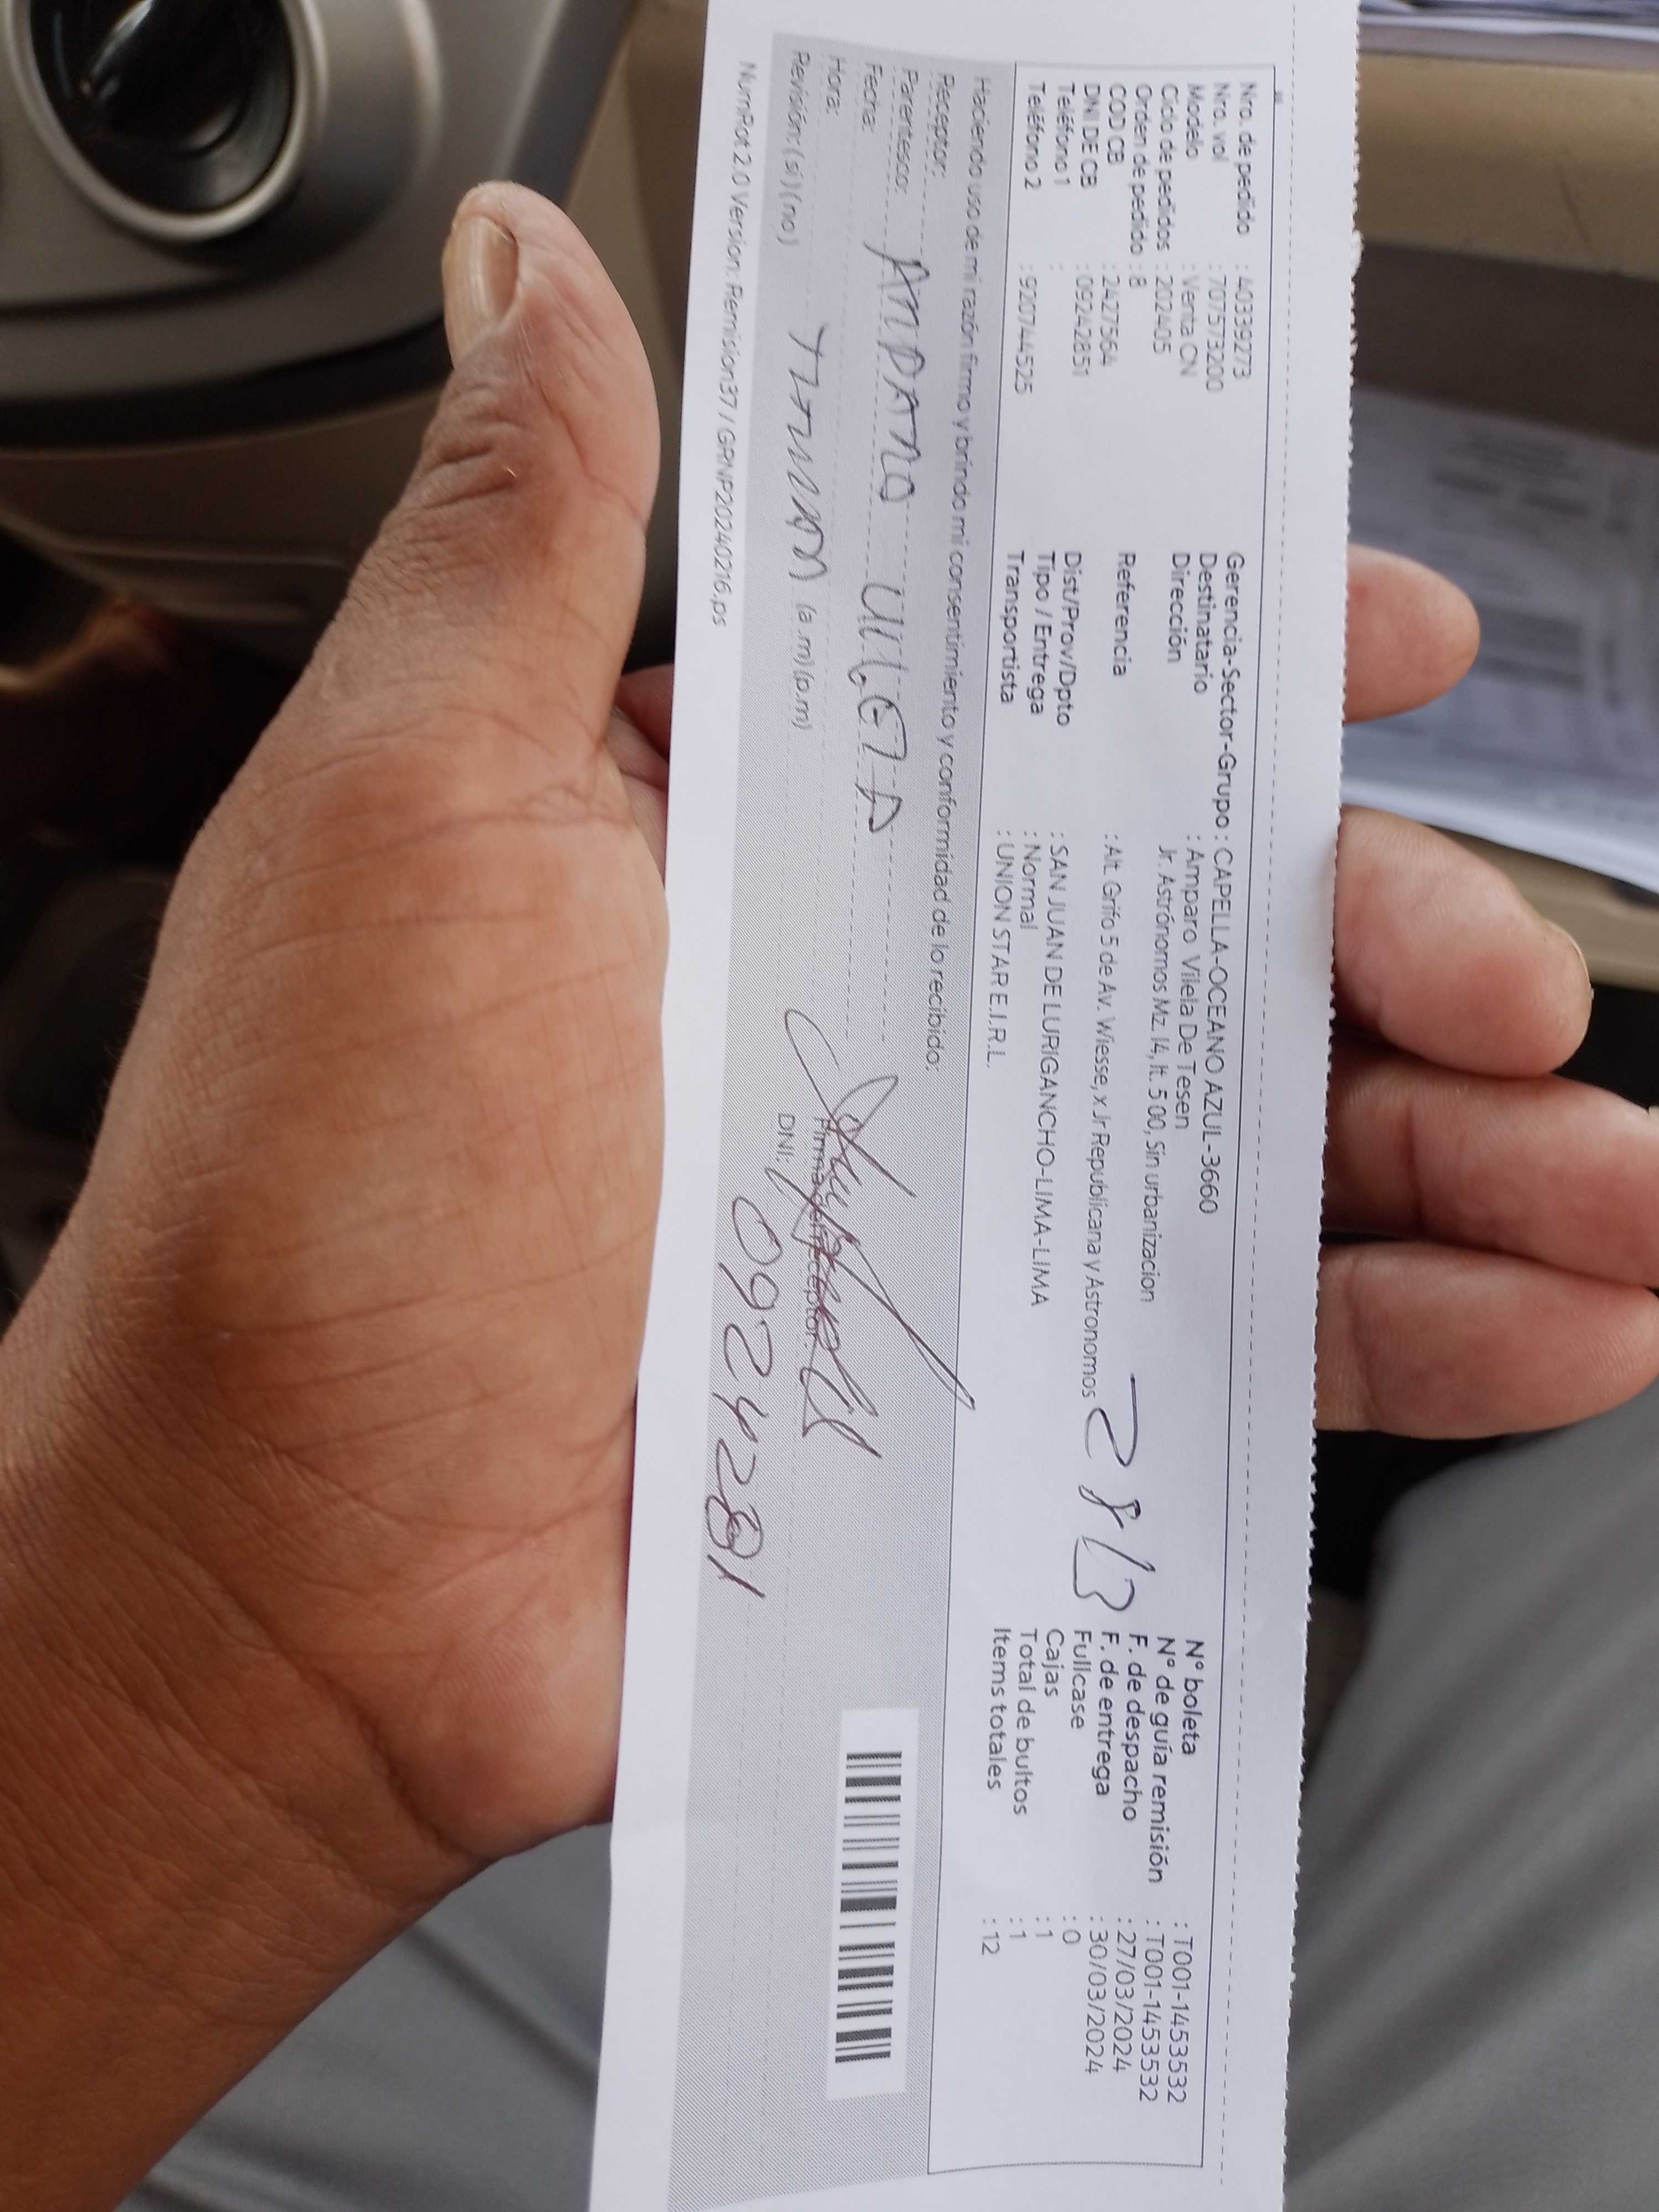 Nro. de pedido : 40339273
Nro. vol : 707573200
Modelo : Venta CN
Ciclo de pedidos : 202405
Orden de pedido : 8
COD CB : 2427564
DNI DE CB : 09242851
Teléfono 1 :
Teléfono 2 : 920744525
Gerencia-Sector-Grupo : CAPELLA-OCEANO AZUL-3660
Destinatario : Amparo Vilela De Tesen
Dirección Jr. Astrónomos Mz. I4, lt. 5 00, Sin urbanizacion
Referencia : Alt. Grifo 5 de Av. Wiesse, x Jr Republicana y Astronomos
Dist/Prov/Dpto : SAN JUAN DE LURIGANCHO-LIMA-LIMA
Tipo / Entrega : Normal
Transportista : UNION STAR E.I.R.L.
28/3
N° boleta : T001-1453532
N° de guía remisión : T001-1453532
F. de despacho : 27/03/2024
F. de entrega : 30/03/2024
Fullcase : 0
Cajas : 1
Total de bultos : 1
Items totales : 12
Haciendo uso de mi razón firmo y brindo mi consentimiento y conformidad de lo recibido:
Receptor:
Parentesco:
Fecha:
Hora: (a.m) (p.m)
Revisión: (si) (no)
Firma del receptor:
DNI:
NumRot 2.0 Version: Remision37 / GRNP20240216.ps